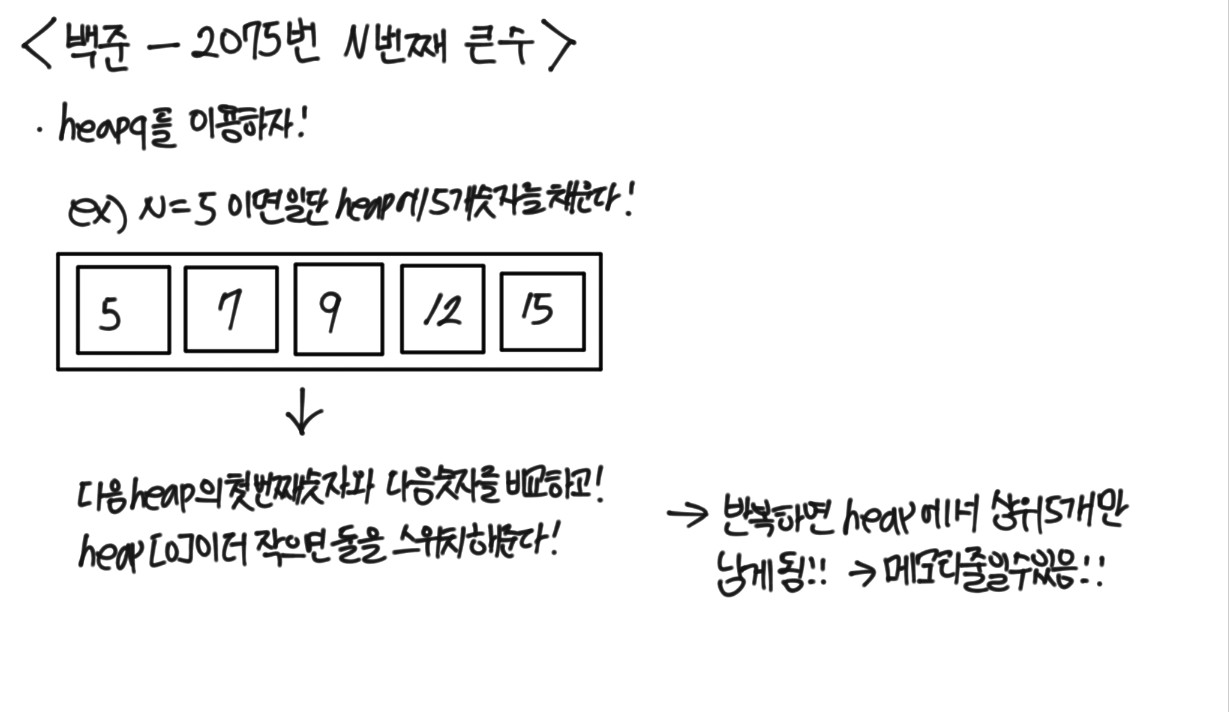 <백준 - 2075번 N번째 큰수>
· heapq를 이용하자!
ex) N=5 이면일단 heap에 5개숫자를채운다!
5 7 9 12 15
↓
다음heap의 첫번째숫자와 다음숫자를 비교하고!
heap[0]이더 작으면 둘을 스위치해준다!
→ 반복하면 heap에서 상위5개만
남게됨!! → 메모리줄일수있음!!